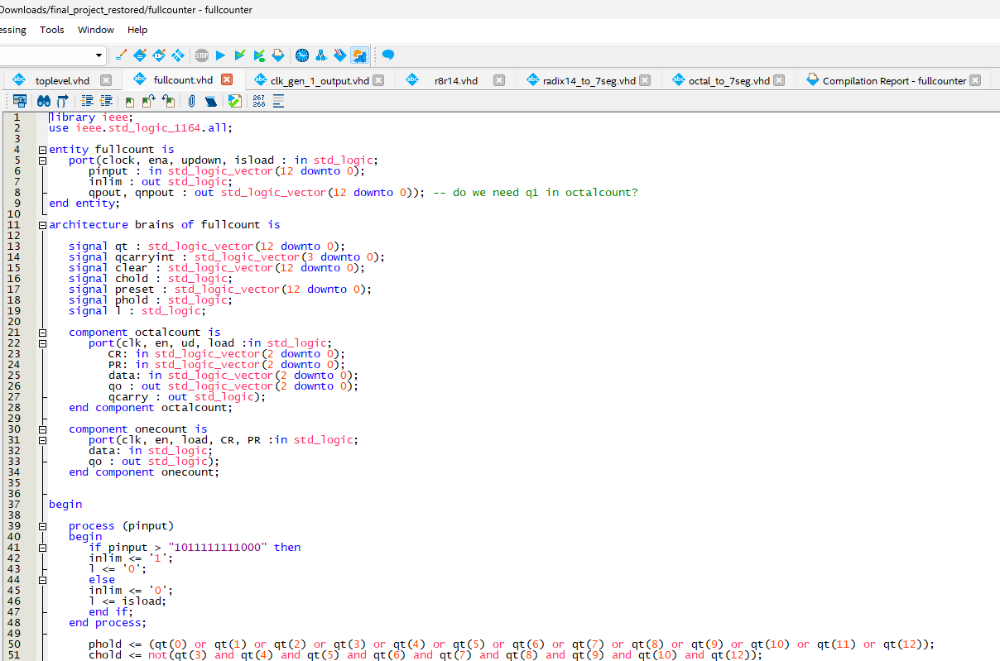 Downloads/final_project_restored/fullcounter - fullcounter
essing Tools Window Help
STOP
abc toplevel.vhd abc fullcount.vhd abc clk_gen_1_output.vhd abc r8r14.vhd abc radix14_to_7seg.vhd abc octal_to_7seg.vhd Compilation Report - fullcounter
267
268
1 library ieee;
2 use ieee.std_logic_1164.all;
3
4 entity fullcount is
5 port(clock, ena, updown, isload : in std_logic;
6 pinput : in std_logic_vector(12 downto 0);
7 inlim : out std_logic;
8 qpout, qnpout : out std_logic_vector(12 downto 0)); -- do we need q1 in octalcount?
9 end entity;
10
11 architecture brains of fullcount is
12
13 signal qt : std_logic_vector(12 downto 0);
14 signal qcarryint : std_logic_vector(3 downto 0);
15 signal clear : std_logic_vector(12 downto 0);
16 signal chold : std_logic;
17 signal preset : std_logic_vector(12 downto 0);
18 signal phold : std_logic;
19 signal l : std_logic;
20
21 component octalcount is
22 port(clk, en, ud, load :in std_logic;
23 CR: in std_logic_vector(2 downto 0);
24 PR: in std_logic_vector(2 downto 0);
25 data: in std_logic_vector(2 downto 0);
26 qo : out std_logic_vector(2 downto 0);
27 qcarry : out std_logic);
28 end component octalcount;
29
30 component onecount is
31 port(clk, en, load, CR, PR :in std_logic;
32 data: in std_logic;
33 qo : out std_logic);
34 end component onecount;
35
36
37 begin
38
39 process (pinput)
40 begin
41 if pinput > "1011111111000" then
42 inlim <= '1';
43 l <= '0';
44 else
45 inlim <= '0';
46 l <= isload;
47 end if;
48 end process;
49
50 phold <= (qt(0) or qt(1) or qt(2) or qt(3) or qt(4) or qt(5) or qt(6) or qt(7) or qt(8) or qt(9) or qt(10) or qt(11) or qt(12));
51 chold <= not(qt(3) and qt(4) and qt(5) and qt(6) and qt(7) and qt(8) and qt(9) and qt(10) and qt(12));